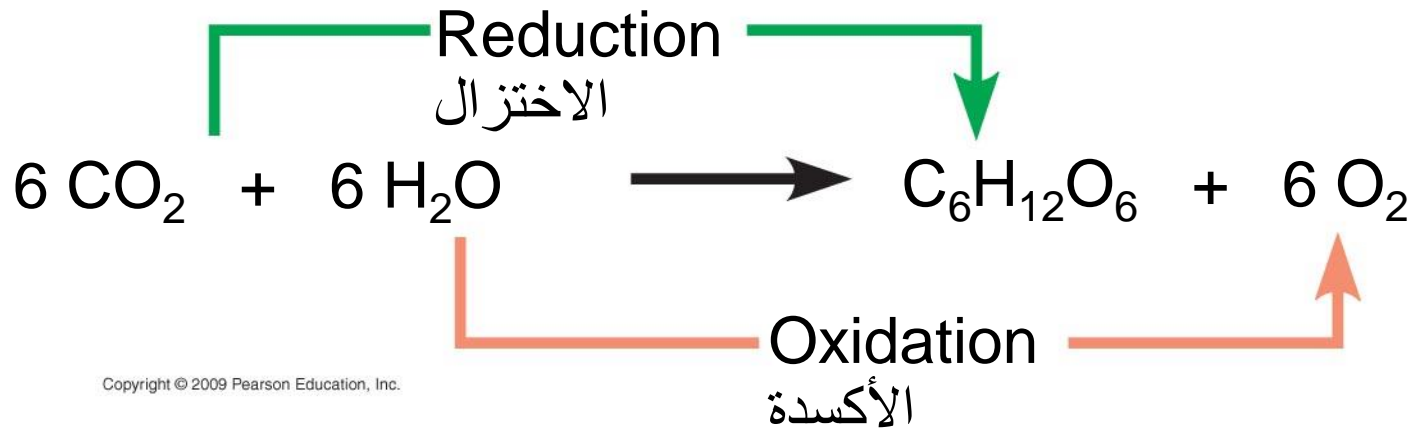 Reduction
الاختزال
6 CO₂ + 6 H₂O → C₆H₁₂O₆ + 6 O₂
Oxidation
Copyright © 2009 Pearson Education, Inc.
الأكسدة